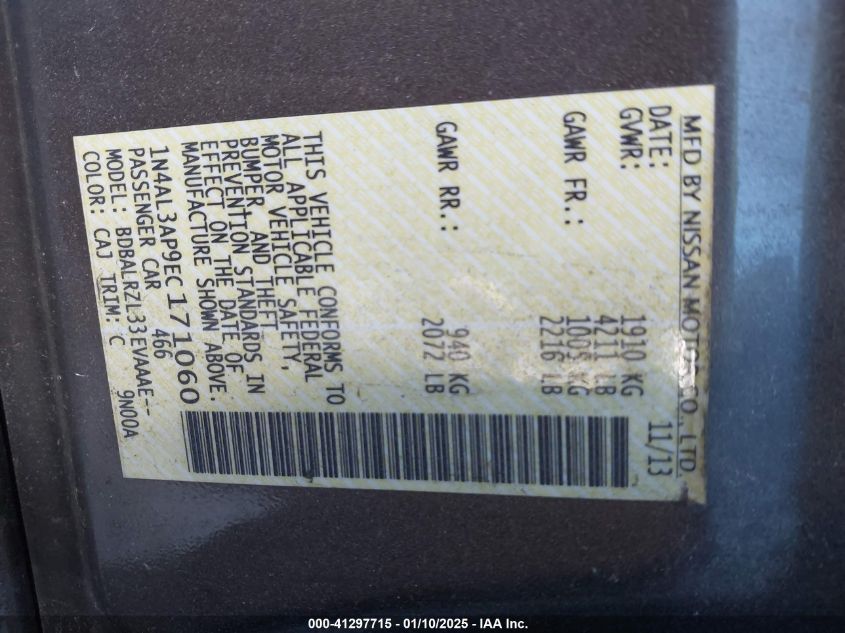 MFD BY NISSAN MOTOR CO., LTD.
DATE: 11/13
GVWR: 1910 KG
4211 LB
GAWR FR.: 1005 KG
2216 LB
GAWR RR.: 940 KG
2072 LB
THIS VEHICLE CONFORMS TO
ALL APPLICABLE FEDERAL
MOTOR VEHICLE SAFETY,
BUMPER AND THEFT
PREVENTION STANDARDS IN
EFFECT ON THE DATE OF
MANUFACTURE SHOWN ABOVE.
1N4AL3AP9EC171060
PASSENGER CAR 466
MODEL: BDBALRZL33EVAAAE--
COLOR: CAJ TRIM: C 9N00A
000-41297715 - 01/10/2025 - IAA Inc.